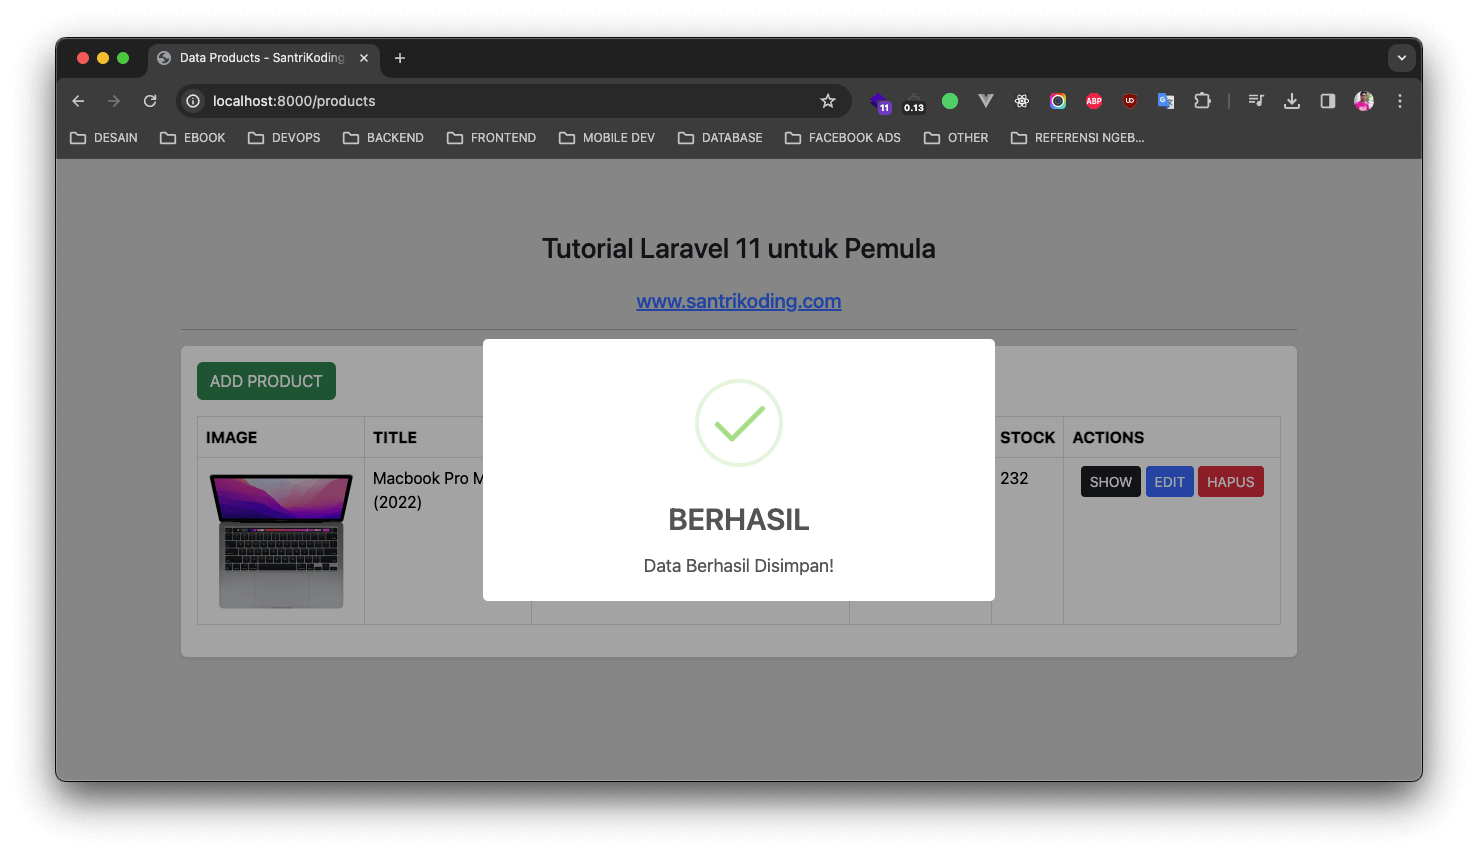 Data Products - SantriKoding
localhost:8000/products
11
0.13
ABP
UD
DESAIN
EBOOK
DEVOPS
BACKEND
FRONTEND
MOBILE DEV
DATABASE
FACEBOOK ADS
OTHER
REFERENSI NGEB...
Tutorial Laravel 11 untuk Pemula
www.santrikoding.com
ADD PRODUCT
IMAGE
TITLE
STOCK
ACTIONS
Macbook Pro M
(2022)
232
SHOW
EDIT
HAPUS
BERHASIL
Data Berhasil Disimpan!